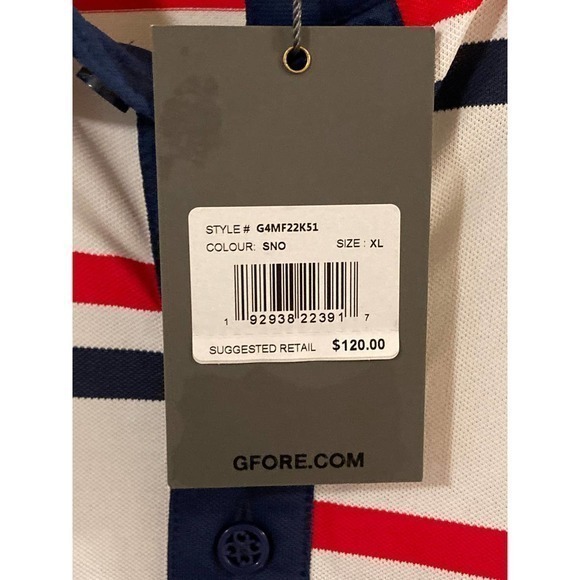 STYLE # G4MF22K51
COLOUR: SNO SIZE: XL
1 92938 22391 7
SUGGESTED RETAIL $120.00
GFORE.COM